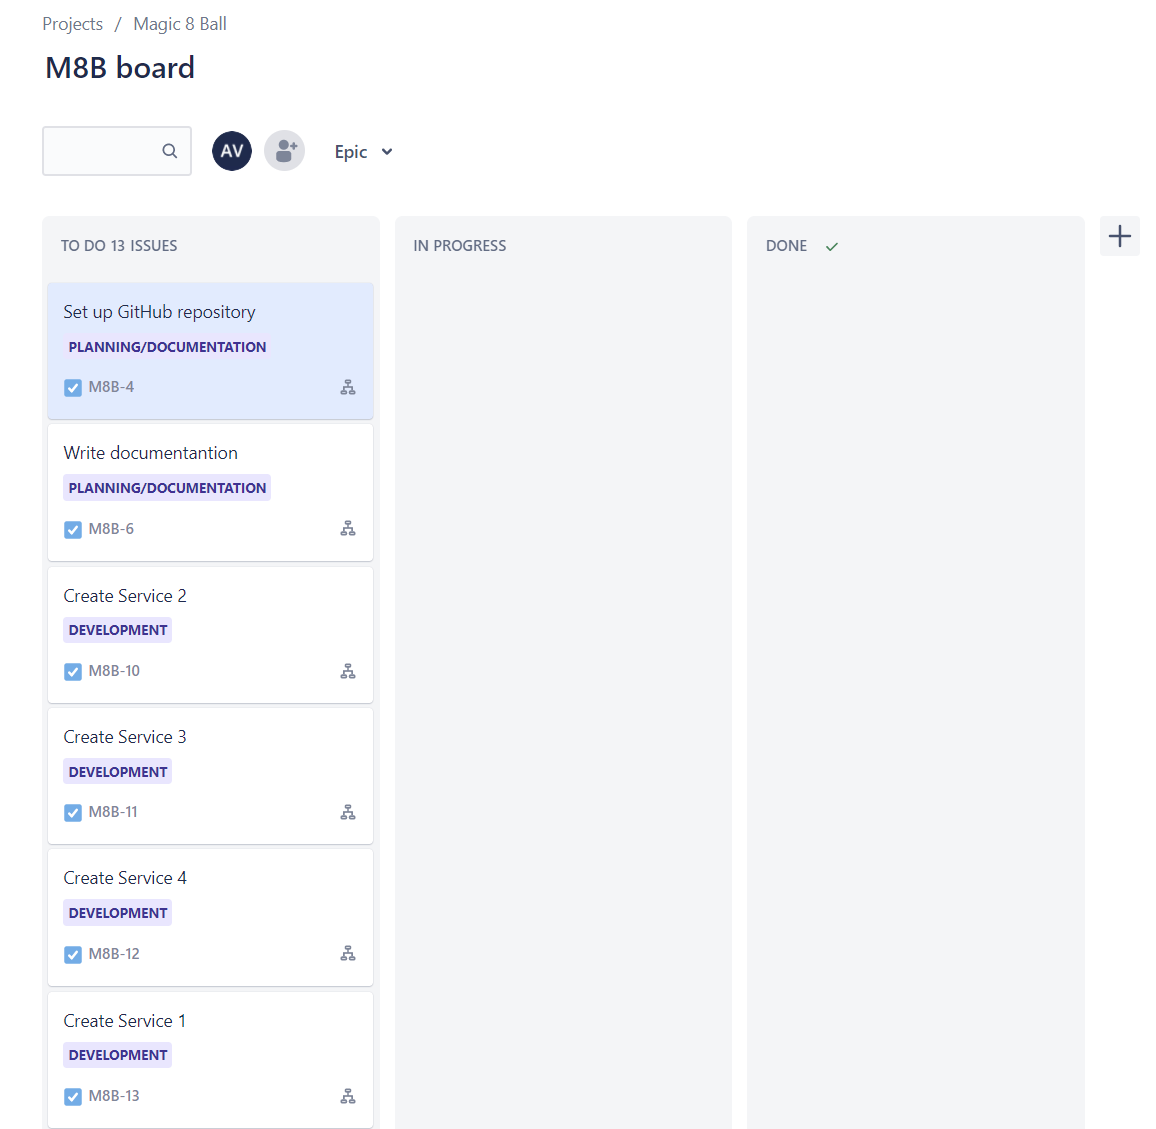 Projects / Magic 8 Ball
M8B board
AV
Epic
TO DO 13 ISSUES
Set up GitHub repository
PLANNING/DOCUMENTATION
M8B-4
Write documentantion
PLANNING/DOCUMENTATION
M8B-6
Create Service 2
DEVELOPMENT
M8B-10
Create Service 3
DEVELOPMENT
M8B-11
Create Service 4
DEVELOPMENT
M8B-12
Create Service 1
DEVELOPMENT
M8B-13
IN PROGRESS
DONE